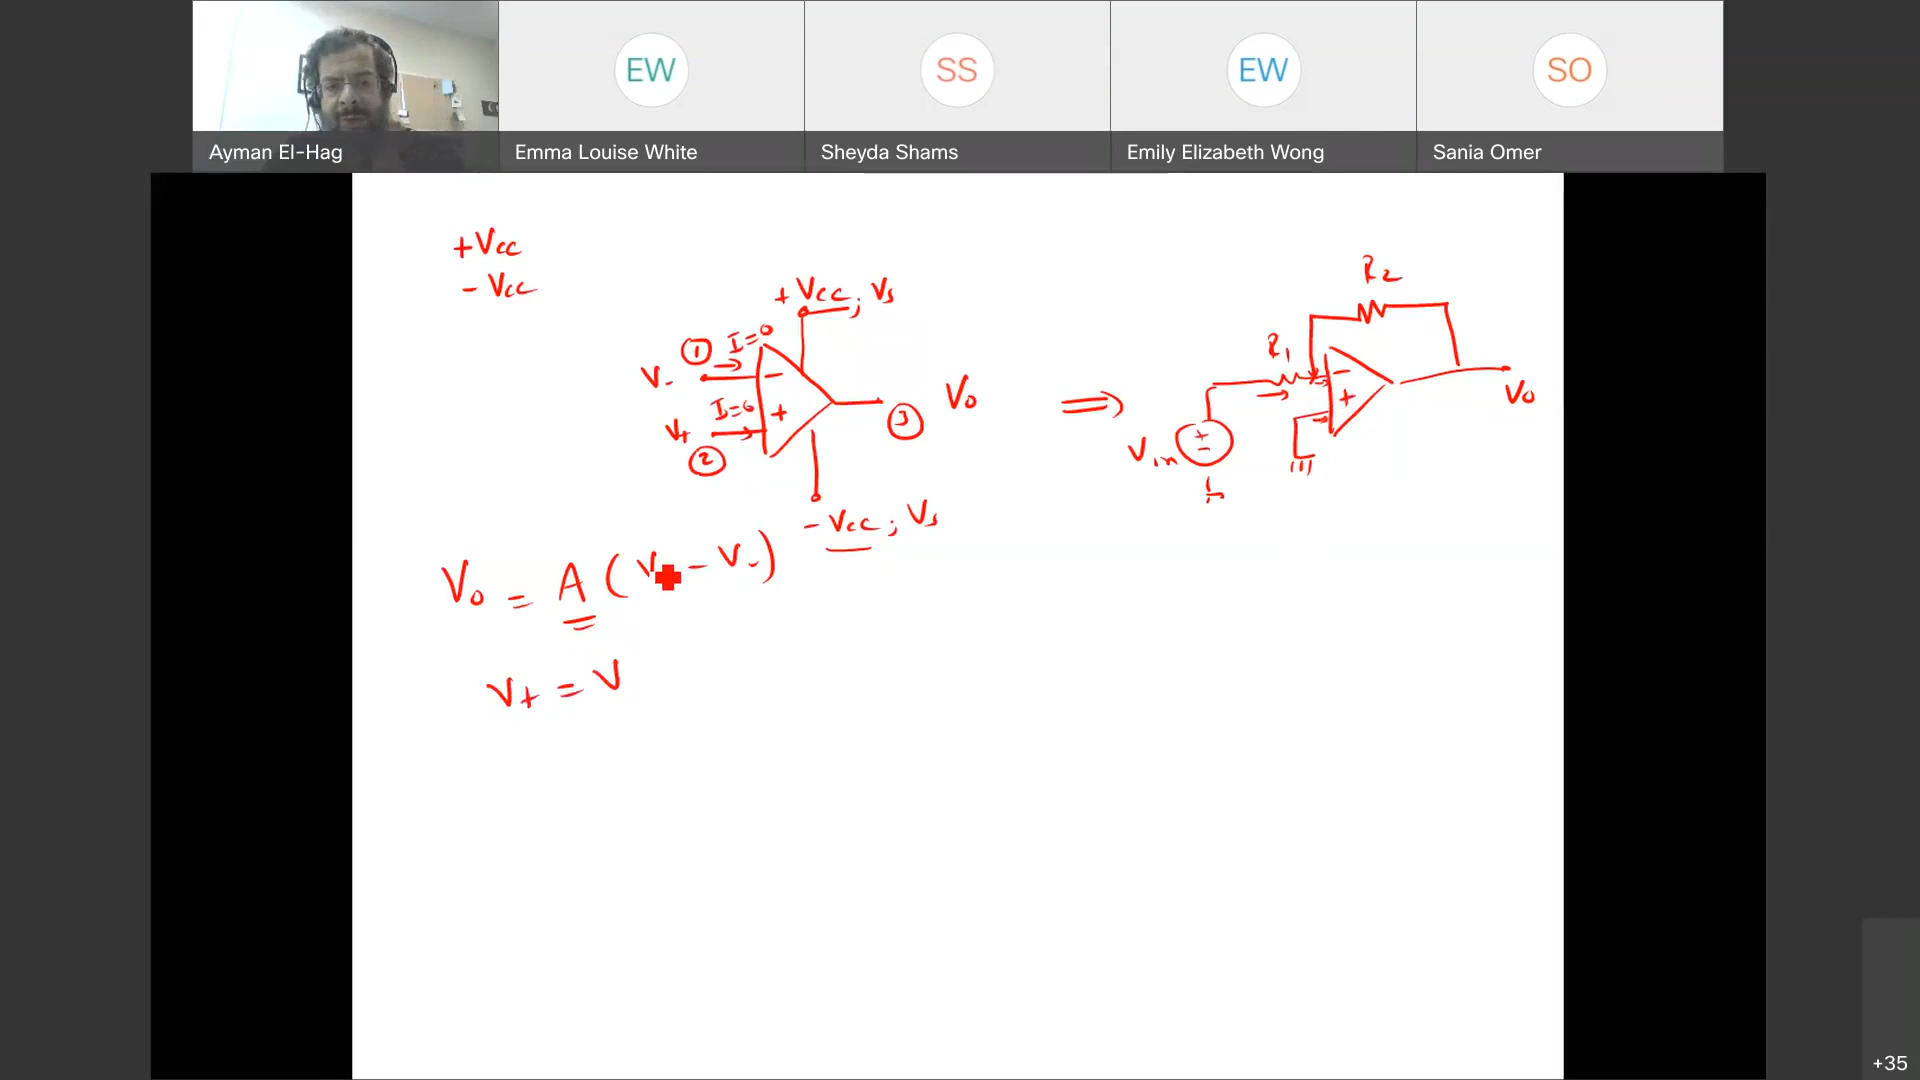 EW
SS
EW
SO
Ayman El-Hag
Emma Louise White
Sheyda Shams
Emily Elizabeth Wong
Sania Omer
+Vcc
- Vcc
+ Vcc ; Vs
① I=0
V-
-
I=0
V+
②
+
③
Vo
- Vcc ; Vs
⇒
R2
R1
-
+
Vo
Vin
+
-
Vo = A (V - V-)
V+ = V
+35